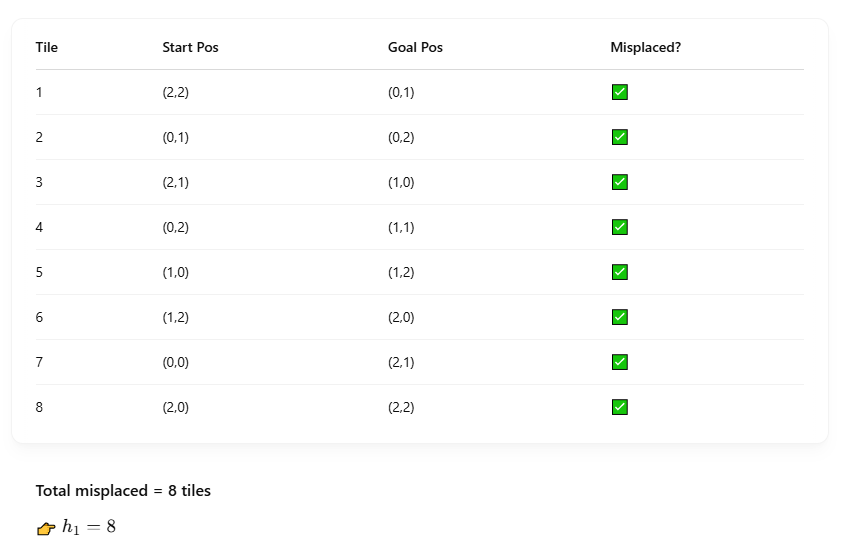 Tile Start Pos Goal Pos Misplaced?
1 (2,2) (0,1) ✅
2 (0,1) (0,2) ✅
3 (2,1) (1,0) ✅
4 (0,2) (1,1) ✅
5 (1,0) (1,2) ✅
6 (1,2) (2,0) ✅
7 (0,0) (2,1) ✅
8 (2,0) (2,2) ✅
Total misplaced = 8 tiles
👉 h₁ = 8